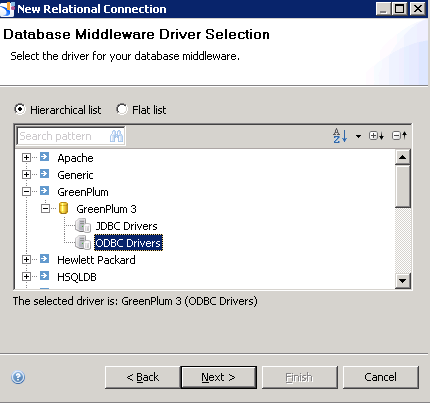 New Relational Connection
Database Middleware Driver Selection
Select the driver for your database middleware.
Hierarchical list Flat list
Search pattern
Apache
Generic
GreenPlum
GreenPlum 3
JDBC Drivers
ODBC Drivers
Hewlett Packard
HSQLDB
The selected driver is: GreenPlum 3 (ODBC Drivers)
< Back Next > Finish Cancel